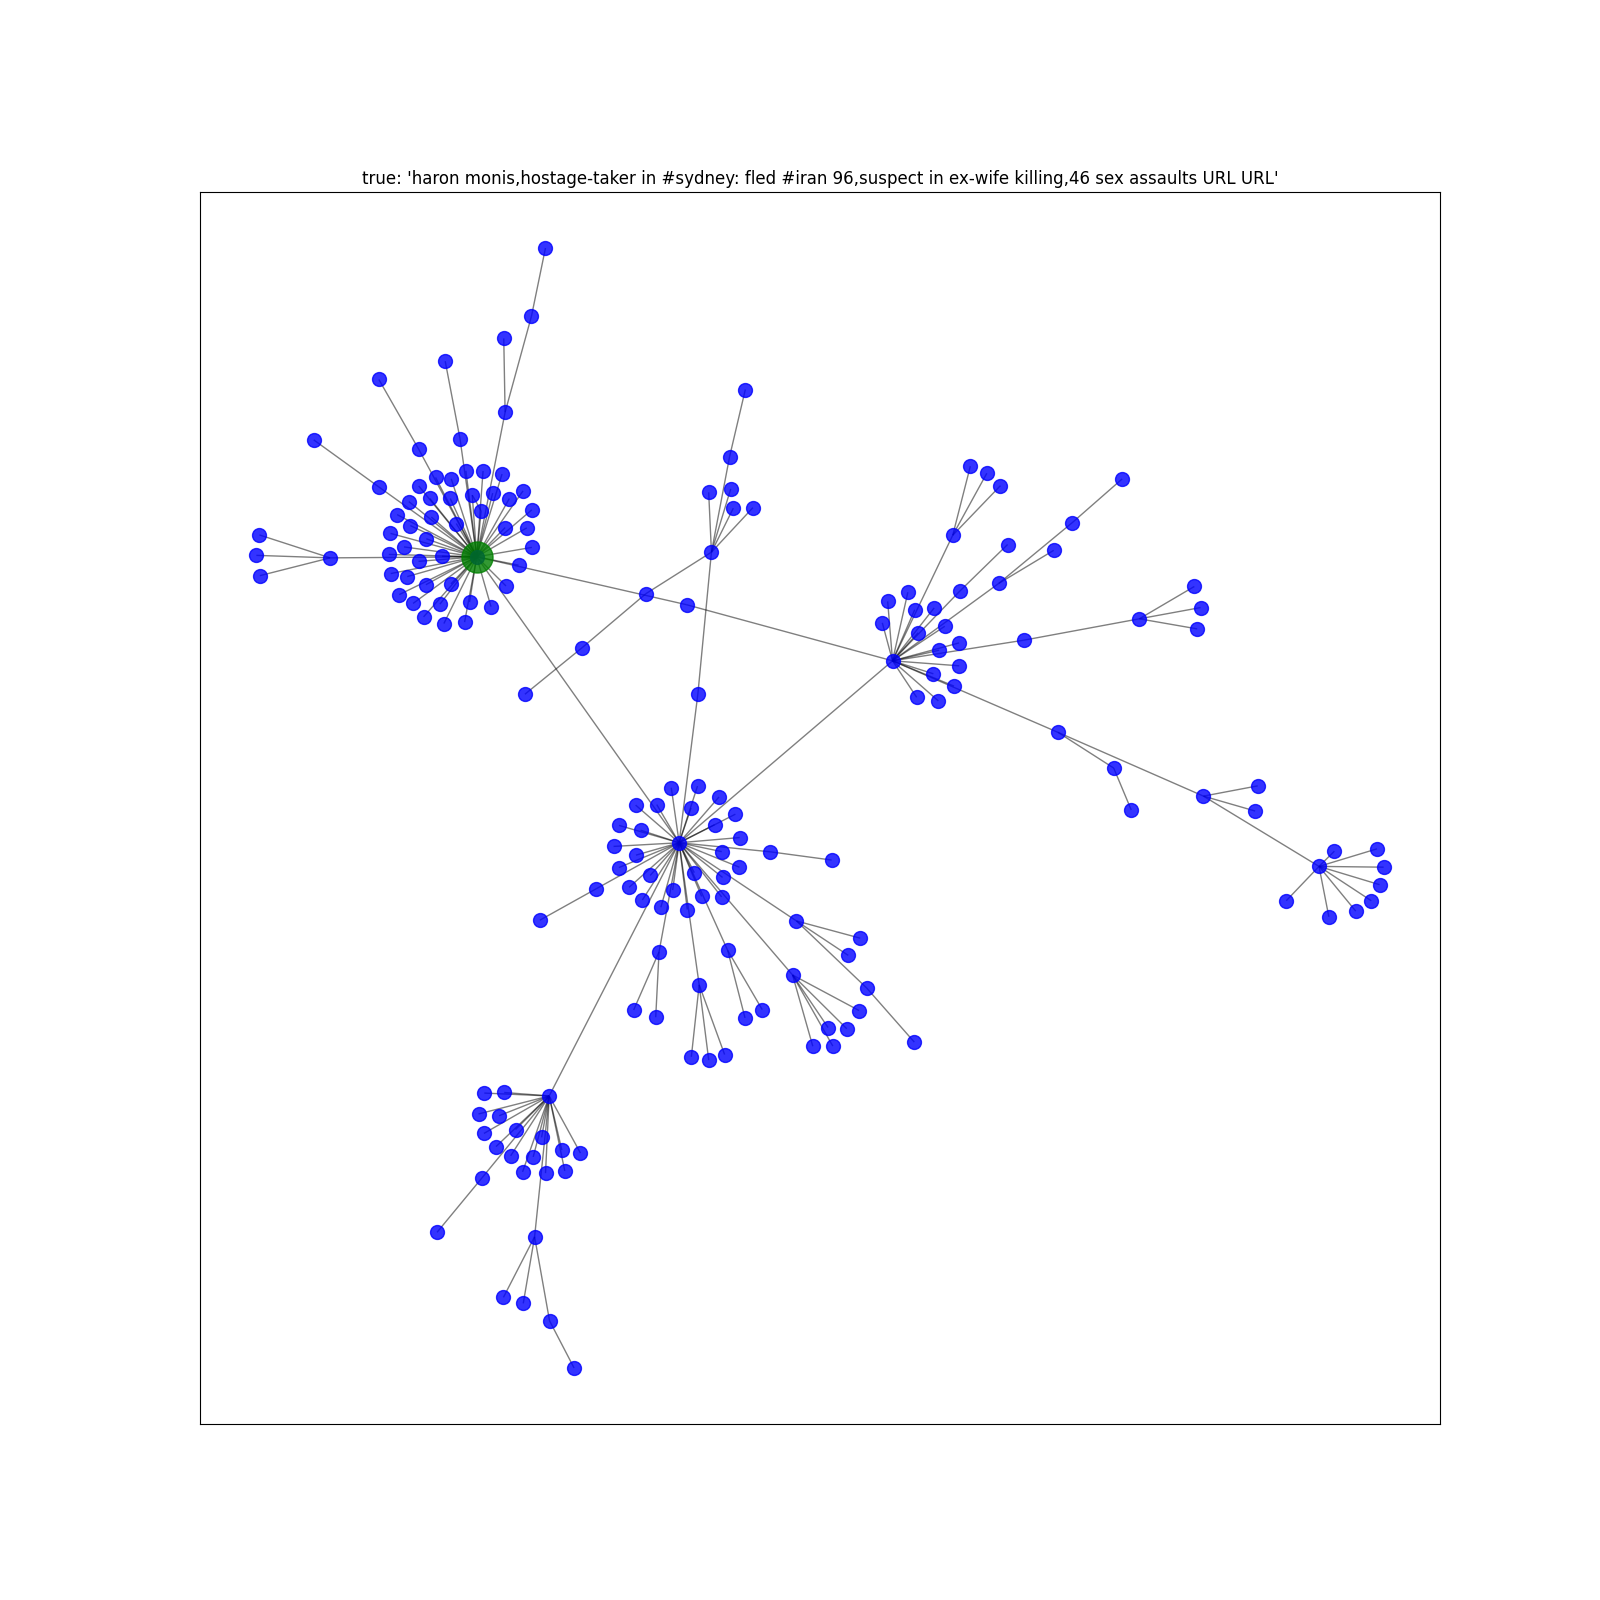 true: 'haron monis,hostage-taker in #sydney: fled #iran 96,suspect in ex-wife killing,46 sex assaults URL URL'